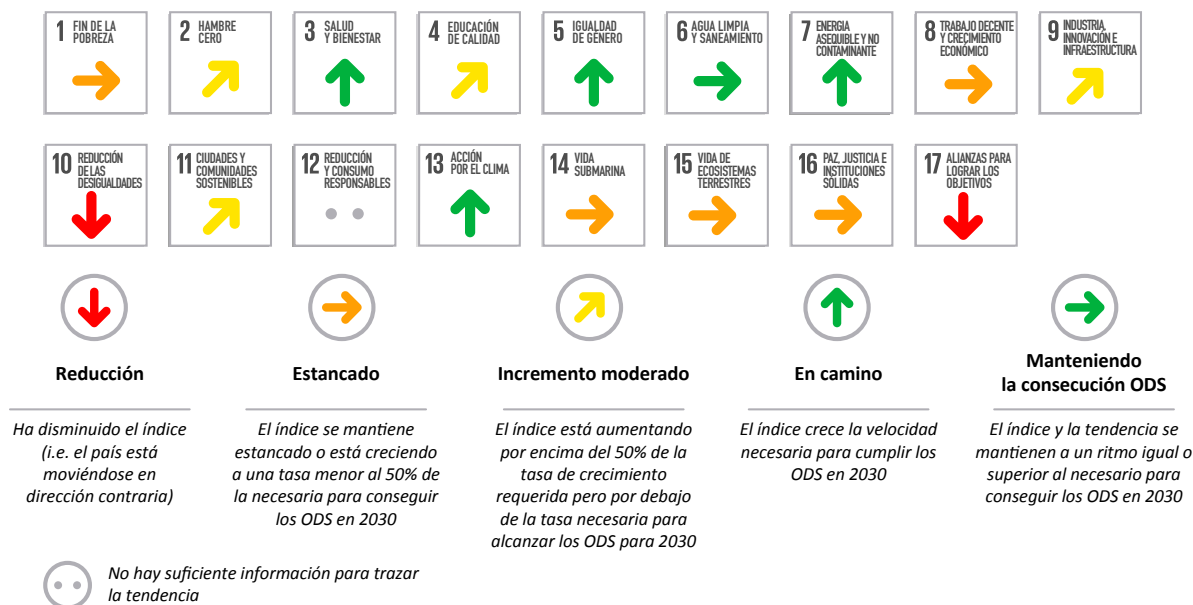 1 FIN DE LA
POBREZA
2 HAMBRE
CERO
3 SALUD
Y BIENESTAR
4 EDUCACIÓN
DE CALIDAD
5 IGUALDAD
DE GÉNERO
6 AGUA LIMPIA
Y SANEAMIENTO
7 ENERGIA
ASEQUIBLE Y NO
CONTAMINANTE
8 TRABAJO DECENTE
Y CRECIMIENTO
ECONÓMICO
9 INDUSTRIA,
INNOVACIÓN E
INFRAESTRUCTURA
10 REDUCCIÓN
DE LAS
DESIGUALDADES
11 CIUDADES Y
COMUNIDADES
SOSTENIBLES
12 REDUCCIÓN
Y CONSUMO
RESPONSABLES
13 ACCIÓN
POR EL CLIMA
14 VIDA
SUBMARINA
15 VIDA DE
ECOSISTEMAS
TERRESTRES
16 PAZ, JUSTICIA E
INSTITUCIONES
SÓLIDAS
17 ALIANZAS PARA
LOGRAR LOS
OBJETIVOS
Reducción
Ha disminuido el índice
(i.e. el país está
moviéndose en
dirección contraria)
Estancado
El índice se mantiene
estancado o está creciendo
a una tasa menor al 50% de
la necesaria para conseguir
los ODS en 2030
Incremento moderado
El índice está aumentando
por encima del 50% de la
tasa de crecimiento
requerida pero por debajo
de la tasa necesaria para
alcanzar los ODS para 2030
En camino
El índice crece la velocidad
necesaria para cumplir los
ODS en 2030
Manteniendo
la consecución ODS
El índice y la tendencia se
mantienen a un ritmo igual o
superior al necesario para
conseguir los ODS en 2030
No hay suficiente información para trazar
la tendencia